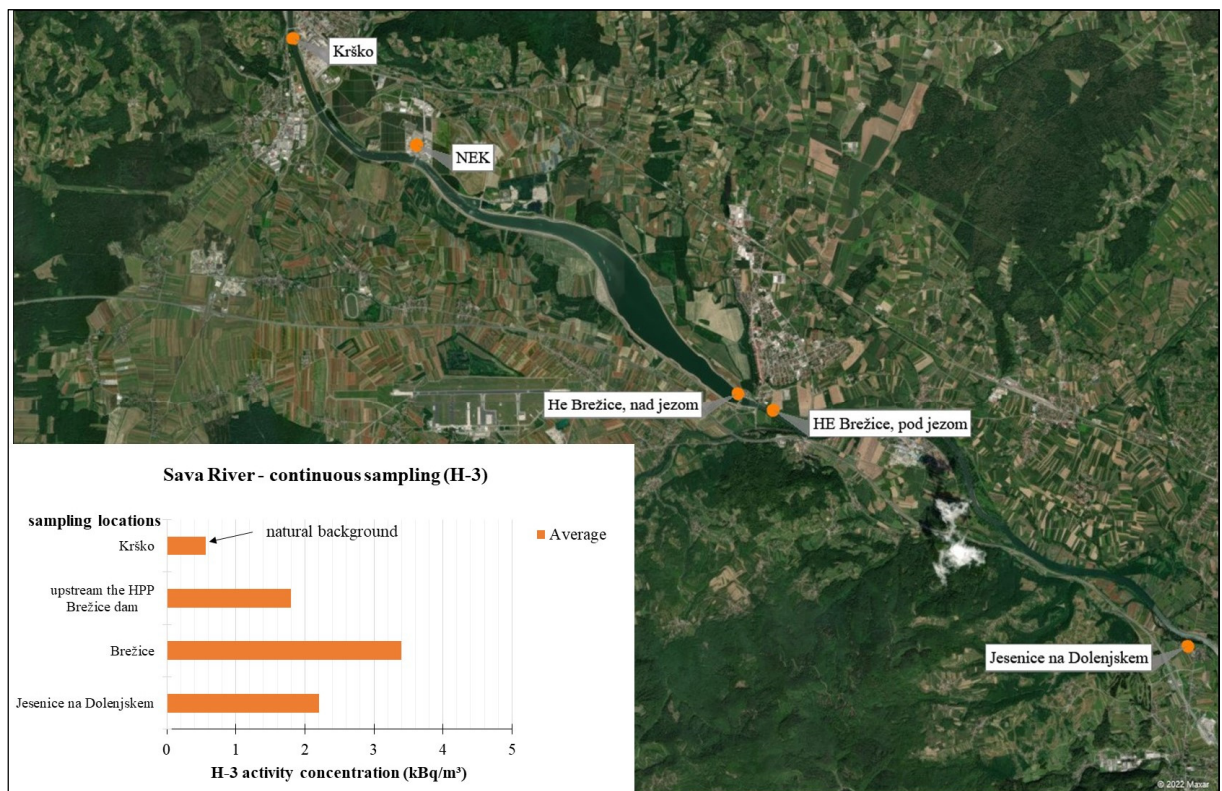 Krško
NEK
He Brežice, nad jezom
HE Brežice, pod jezom
Jesenice na Dolenjskem
Sava River - continuous sampling (H-3)
sampling locations
Krško
natural background
Average
upstream the HPP
Brežice dam
Brežice
Jesenice na Dolenjskem
0 1 2 3 4 5
H-3 activity concentration (kBq/m³)
© 2022 Maxar